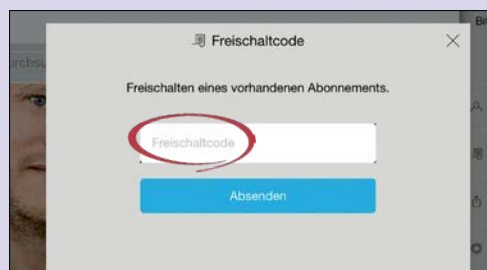 Freischaltcode
Freischalten eines vorhandenen Abonnements.
Freischaltcode
Absenden